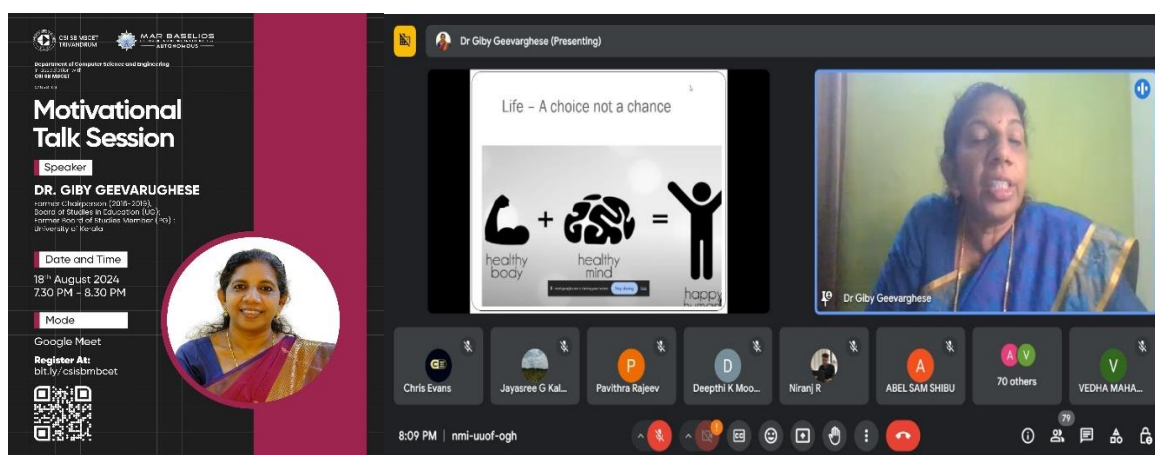 CSI SB MBCET
TRIVANDRUM
MAR BASELIOS
AUTONOMOUS
Department of Computer Science and Engineering
CSI SB MBCET
Motivational
Talk Session
Speaker
DR. GIBY GEEVARUGHESE
Former Chairperson (2016-2019),
Board of Studies in Education (UG);
Former Board of Studies Member (PG) :
University of Kerala
Date and Time
18th August 2024
7.30 PM - 8.30 PM
Mode
Google Meet
Register At:
bit.ly/csisbmbcet
Dr Giby Geevarghese (Presenting)
Life – A choice not a chance
+ =
healthy
body
healthy
mind
happy
Dr Giby Geevarghese
Chris Evans
Jayasree G Kal...
P
Pavithra Rajeev
D
Deepthi K Moo...
Niranj R
A
ABEL SAM SHIBU
A V
70 others
V
VEDHA MAHA...
8:09 PM | nmi-uuof-ogh
79